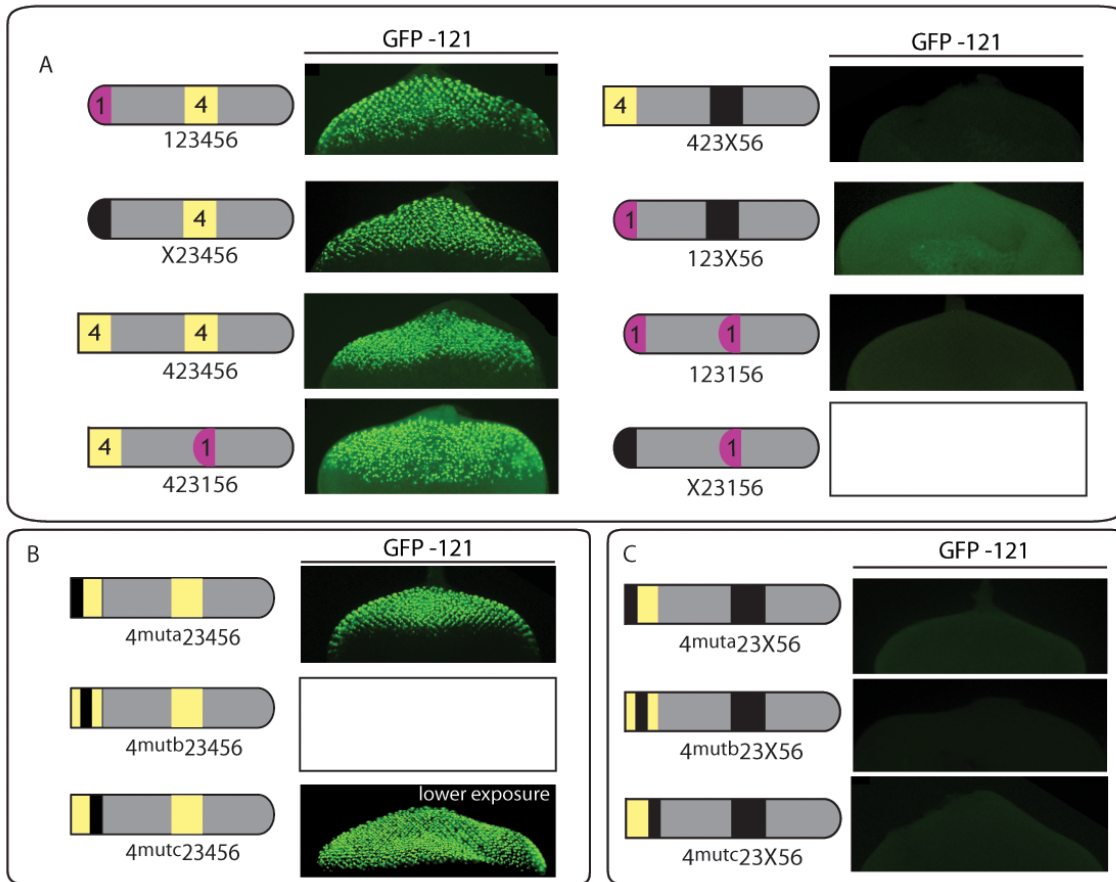 GFP -121
GFP -121
A
1
4
123456
4
423X56
4
X23456
1
123X56
4
4
423456
1
1
123156
4
1
423156
1
X23156
B
GFP -121
4muta23456
4mutb23456
lower exposure
4mutc23456
C
GFP -121
4muta23X56
4mutb23X56
4mutc23X56